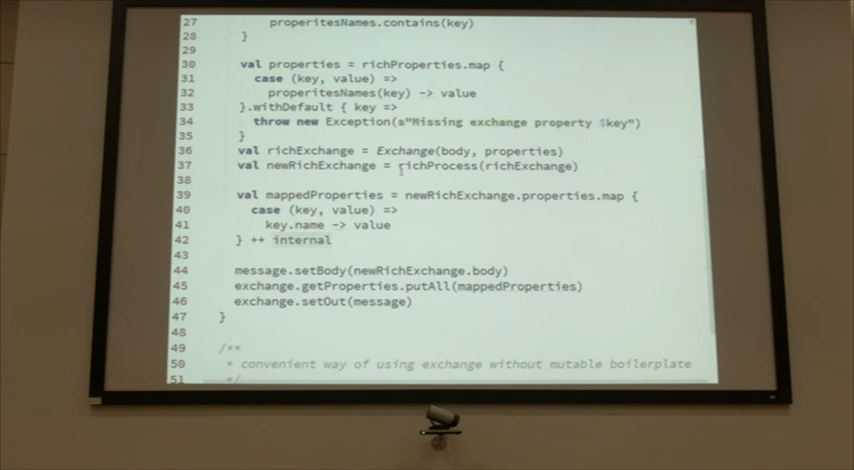 27 properitesNames.contains(key)
28 }
29
30 val properties = richProperties.map {
31 case (key, value) =>
32 properitesNames(key) -> value
33 }.withDefault { key =>
34 throw new Exception(s"Missing exchange property $key")
35 }
36 val richExchange = Exchange(body, properties)
37 val newRichExchange = richProcess(richExchange)
38
39 val mappedProperties = newRichExchange.properties.map {
40 case (key, value) =>
41 key.name -> value
42 } ++ internal
43
44 message.setBody(newRichExchange.body)
45 exchange.getProperties.putAll(mappedProperties)
46 exchange.setOut(message)
47 }
48
49 /**
50 * convenient way of using exchange without mutable boilerplate
51 */